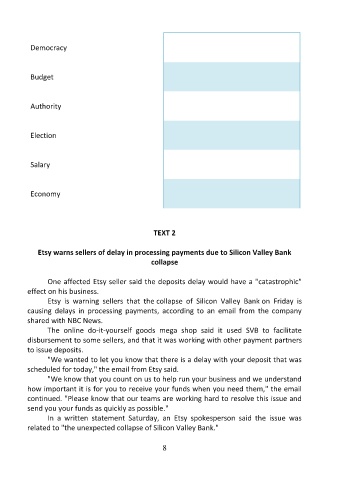 Democracy
Budget
Authority
Election
Salary
Economy
TEXT 2
Etsy warns sellers of delay in processing payments due to Silicon Valley Bank
collapse
One affected Etsy seller said the deposits delay would have a "catastrophic"
effect on his business.
Etsy is warning sellers that the collapse of Silicon Valley Bank on Friday is
causing delays in processing payments, according to an email from the company
shared with NBC News.
The online do-it-yourself goods mega shop said it used SVB to facilitate
disbursement to some sellers, and that it was working with other payment partners
to issue deposits.
"We wanted to let you know that there is a delay with your deposit that was
scheduled for today," the email from Etsy said.
"We know that you count on us to help run your business and we understand
how important it is for you to receive your funds when you need them," the email
continued. "Please know that our teams are working hard to resolve this issue and
send you your funds as quickly as possible."
In a written statement Saturday, an Etsy spokesperson said the issue was
related to "the unexpected collapse of Silicon Valley Bank."
8